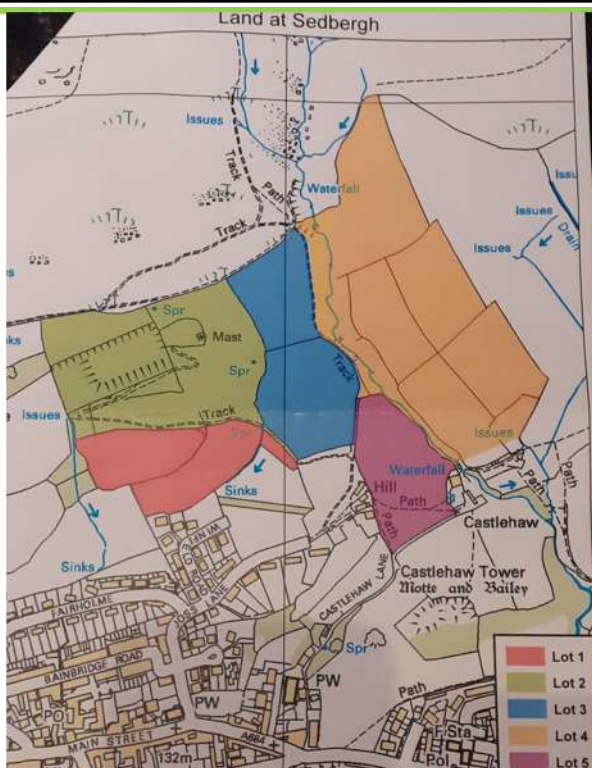 Land at Sedbergh
Issues
Track
Path
Waterfall
Track
Issues
Issues
Drain
Spr
Mast
Spr
Track
Issues
Track
Spr
Issues
Sinks
Waterfall
Hill
Path
Path
Path
Path
Castlehaw
Sinks
LANE
CASTLEHAW
Castlehaw Tower
Motte and Bailey
FAIRHOLME
JOSS LANE
Spr
BAINBRIDGE ROAD
PW
PW
Path
PO
MAIN STREET
A684
132m
F Sta
Pol
Lot 1
Lot 2
Lot 3
Lot 4
Lot 5